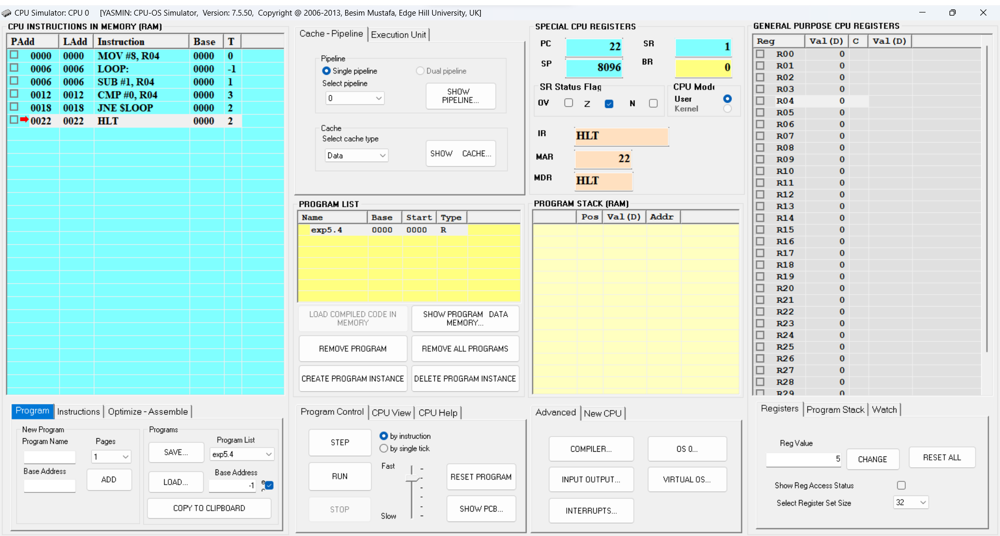 CPU Simulator: CPU 0 [YASMIN: CPU-OS Simulator, Version: 7.5.50, Copyright @ 2006-2013, Besim Mustafa, Edge Hill University, UK]
CPU INSTRUCTIONS IN MEMORY (RAM)
PAdd LAdd Instruction Base T
0000 0000 MOV #8, R04 0000 0
0006 0006 LOOP: 0000 -1
0006 0006 SUB #1, R04 0000 1
0012 0012 CMP #0, R04 0000 3
0018 0018 JNE $LOOP 0000 2
0022 0022 HLT 0000 2
Program Instructions Optimize - Assemble
New Program
Program Name
Pages
1
Base Address
ADD
Programs
Program List
SAVE...
exp5.4
Base Address
LOAD...
-1
COPY TO CLIPBOARD
Cache - Pipeline Execution Unit
Pipeline
Single pipeline Dual pipeline
Select pipeline
0
SHOW
PIPELINE...
Cache
Select cache type
Data
SHOW CACHE...
PROGRAM LIST
Name Base Start Type
exp5.4 0000 0000 R
LOAD COMPILED CODE IN
MEMORY
SHOW PROGRAM DATA
MEMORY...
REMOVE PROGRAM
REMOVE ALL PROGRAMS
CREATE PROGRAM INSTANCE
DELETE PROGRAM INSTANCE
Program Control CPU View CPU Help
STEP
by instruction
by single tick
RUN
Fast
RESET PROGRAM
STOP
Slow
SHOW PCB...
SPECIAL CPU REGISTERS
PC 22 SR 1
SP 8096 BR 0
SR Status Flag
OV Z N
CPU Mod
User
Kernel
IR HLT
MAR 22
MDR HLT
PROGRAM STACK (RAM)
Pos Val (D) Addr
Advanced New CPU
COMPILER...
OS 0...
INPUT OUTPUT...
VIRTUAL OS...
INTERRUPTS...
GENERAL PURPOSE CPU REGISTERS
Reg Val (D) C Val (D)
R00 0
R01 0
R02 0
R03 0
R04 0
R05 0
R06 0
R07 0
R08 0
R09 0
R10 0
R11 0
R12 0
R13 0
R14 0
R15 0
R16 0
R17 0
R18 0
R19 0
R20 0
R21 0
R22 0
R23 0
R24 0
R25 0
R26 0
R27 0
R28 0
R29 0
Registers Program Stack Watch
Reg Value
5
CHANGE
RESET ALL
Show Reg Access Status
Select Register Set Size
32